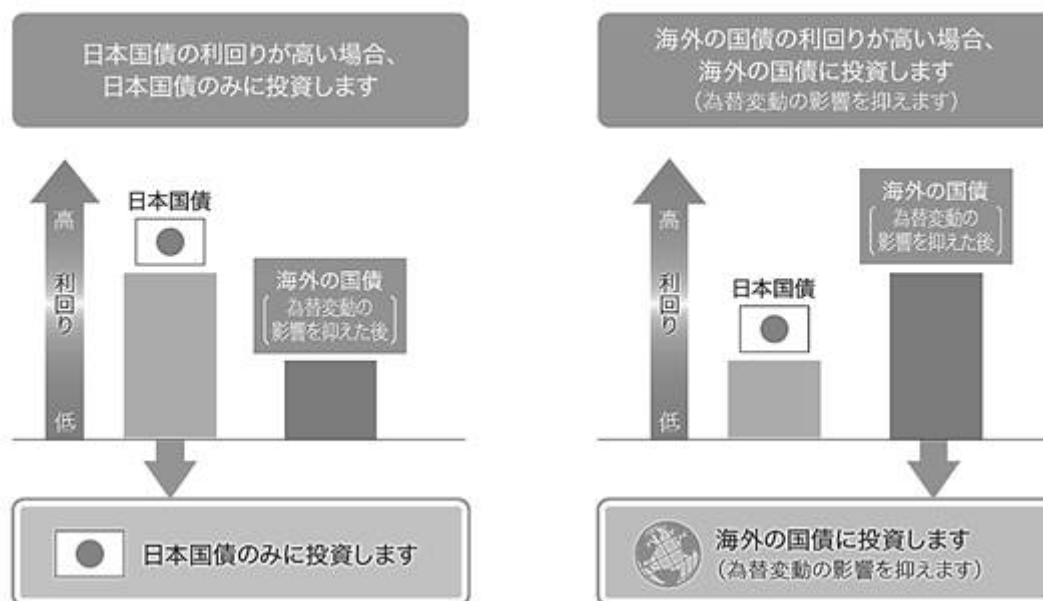 日本国債の利回りが高い場合、
日本国債のみに投資します
高
利回り
低
日本国債
海外の国債
為替変動の
影響を抑えた後
日本国債のみに投資します
海外の国債の利回りが高い場合、
海外の国債に投資します
（為替変動の影響を抑えます）
高
利回り
低
日本国債
海外の国債
為替変動の
影響を抑えた後
海外の国債に投資します
（為替変動の影響を抑えます）